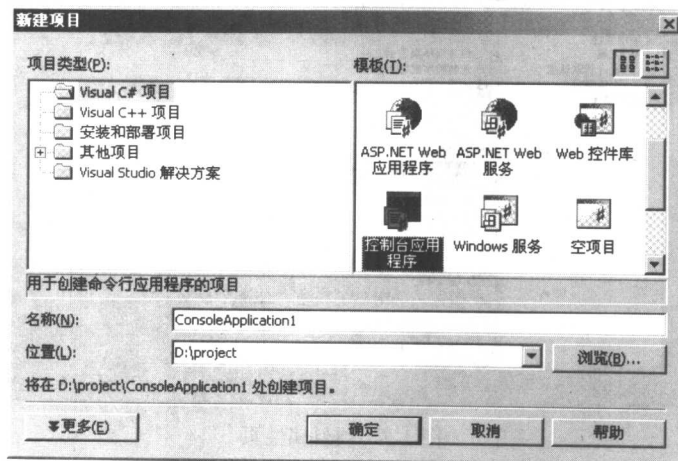 新建项目
项目类型(P):
模板(T):
Visual C# 项目
Visual C++ 项目
安装和部署项目
其他项目
Visual Studio 解决方案
ASP.NET Web
应用程序
ASP.NET Web
服务
Web 控件库
控制台应用
程序
Windows 服务
空项目
用于创建命令行应用程序的项目
名称(N):
ConsoleApplication1
位置(L):
D:\project
浏览(B)...
将在 D:\project\ConsoleApplication1 处创建项目。
更多(E)
确定
取消
帮助